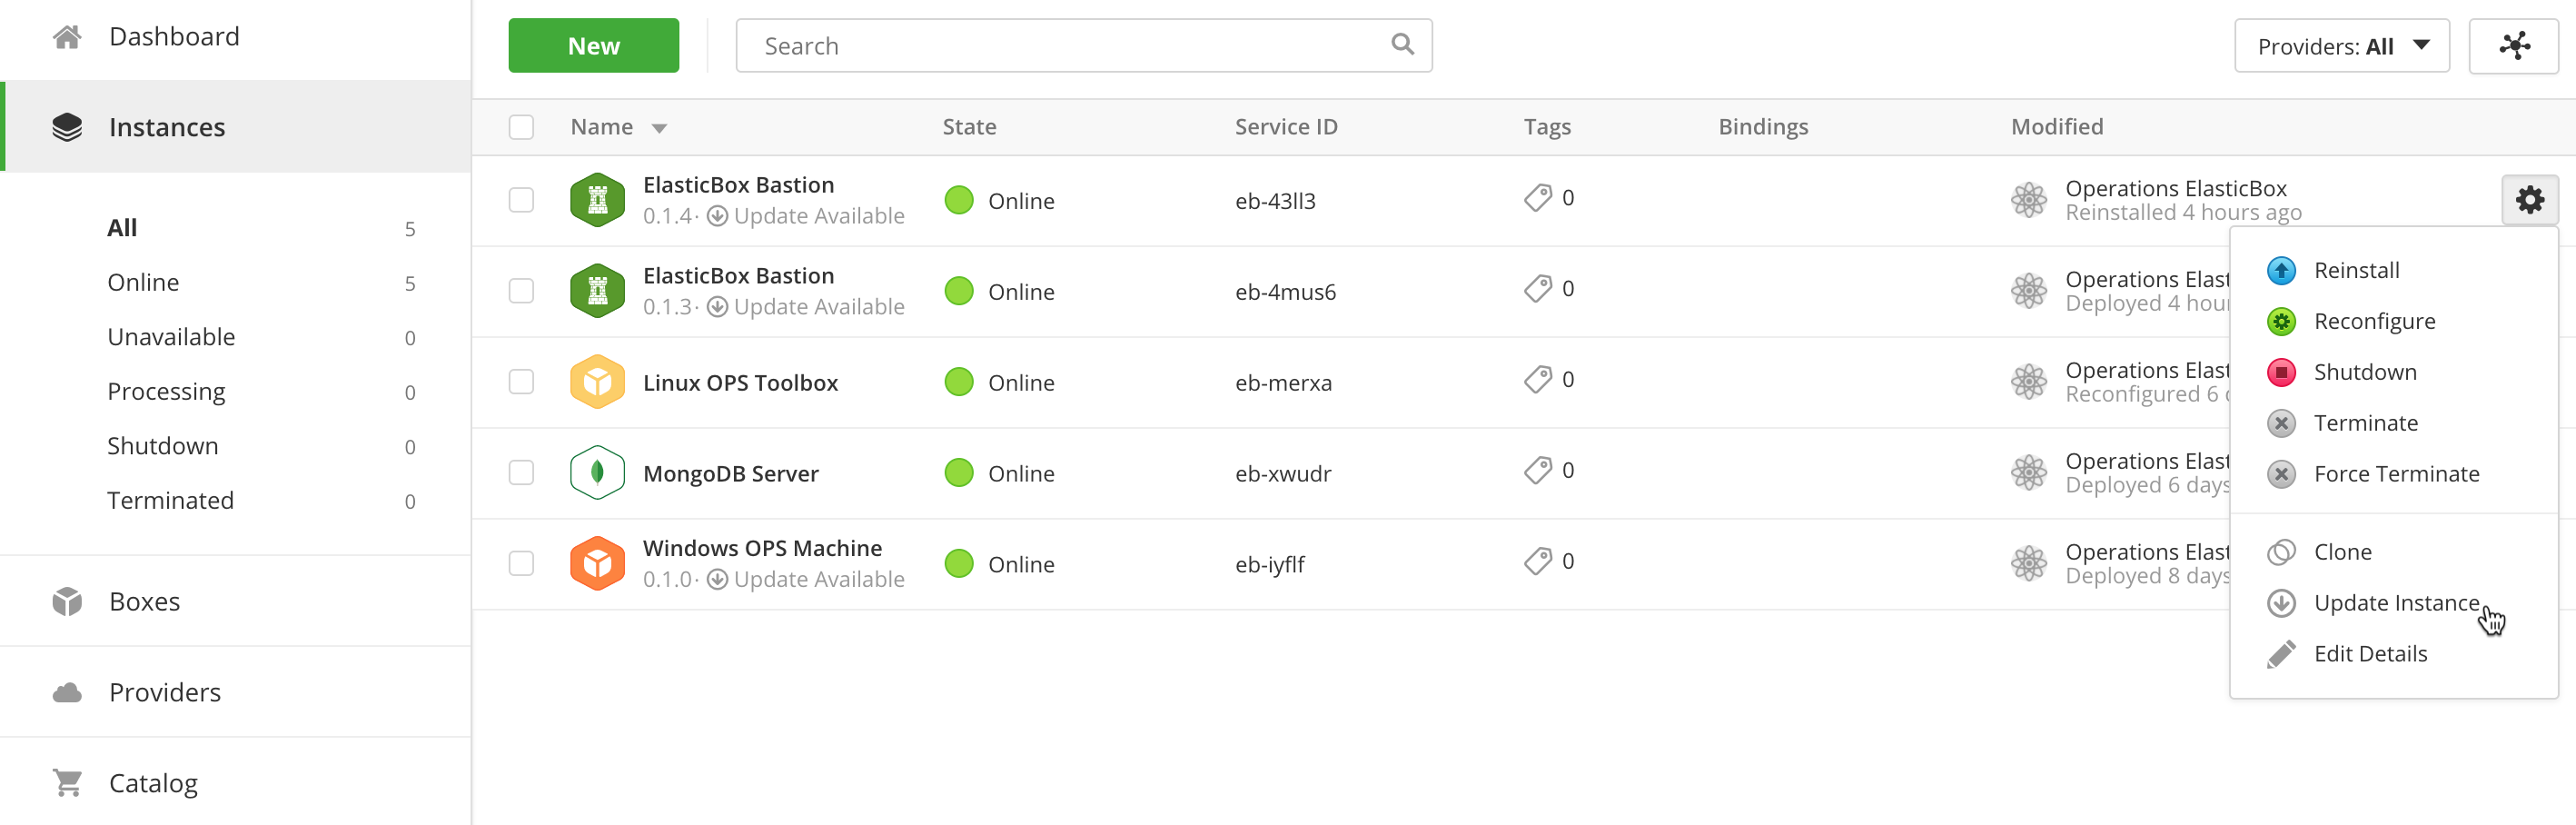 Dashboard
Instances
All 5
Online 5
Unavailable 0
Processing 0
Shutdown 0
Terminated 0
Boxes
Providers
Catalog
New
Search
Providers: All
Name State Service ID Tags Bindings Modified
ElasticBox Bastion
0.1.4 · Update Available
Online eb-43ll3 0
Operations ElasticBox
Reinstalled 4 hours ago
ElasticBox Bastion
0.1.3 · Update Available
Online eb-4mus6 0
Operations Elast
Deployed 4 hour
Linux OPS Toolbox Online eb-merxa 0
Operations Elast
Reconfigured 6
MongoDB Server Online eb-xwudr 0
Operations Elast
Deployed 6 days
Windows OPS Machine
0.1.0 · Update Available
Online eb-iyflf 0
Operations Elast
Deployed 8 days
Reinstall
Reconfigure
Shutdown
Terminate
Force Terminate
Clone
Update Instance
Edit Details